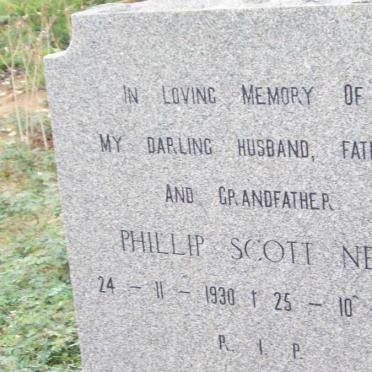 IN LOVING MEMORY OF
MY DARLING HUSBAND,
AND GRANDFATHER
PHILLIP SCOTT
24 - 11 - 1930 † 25 - 10
R. I. P.